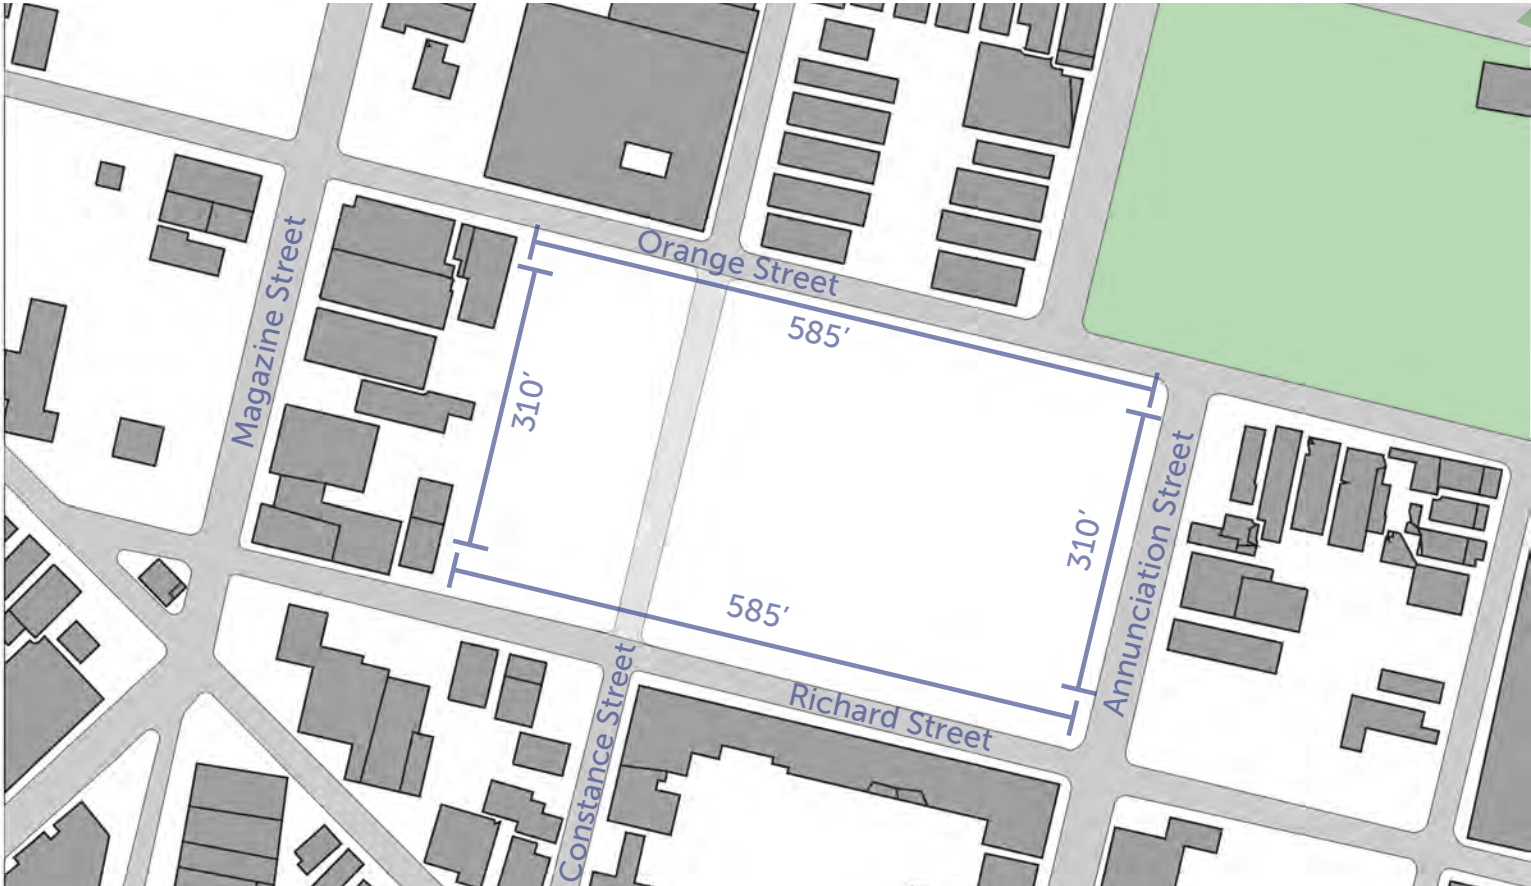 Orange Street
585′
Magazine Street
310′
310′
Annunciation Street
585′
Richard Street
Constance Street